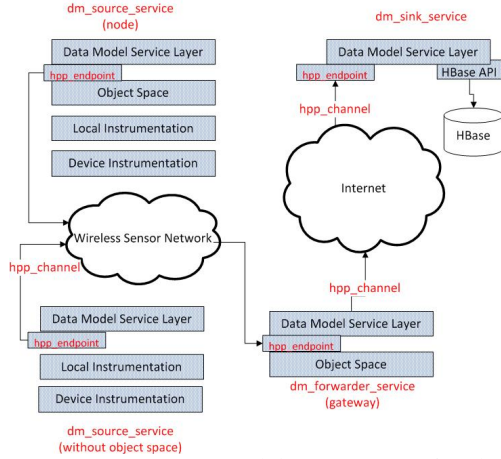 dm_source_service
(node)
Data Model Service Layer
hpp_endpoint
Object Space
Local Instrumentation
Device Instrumentation
dm_sink_service
Data Model Service Layer
hpp_endpoint
HBase API
hpp_channel
HBase
Internet
Wireless Sensor Network
hpp_channel
hpp_channel
Data Model Service Layer
hpp_endpoint
Local Instrumentation
Device Instrumentation
dm_source_service
(without object space)
Data Model Service Layer
hpp_endpoint
Object Space
dm_forwarder_service
(gateway)